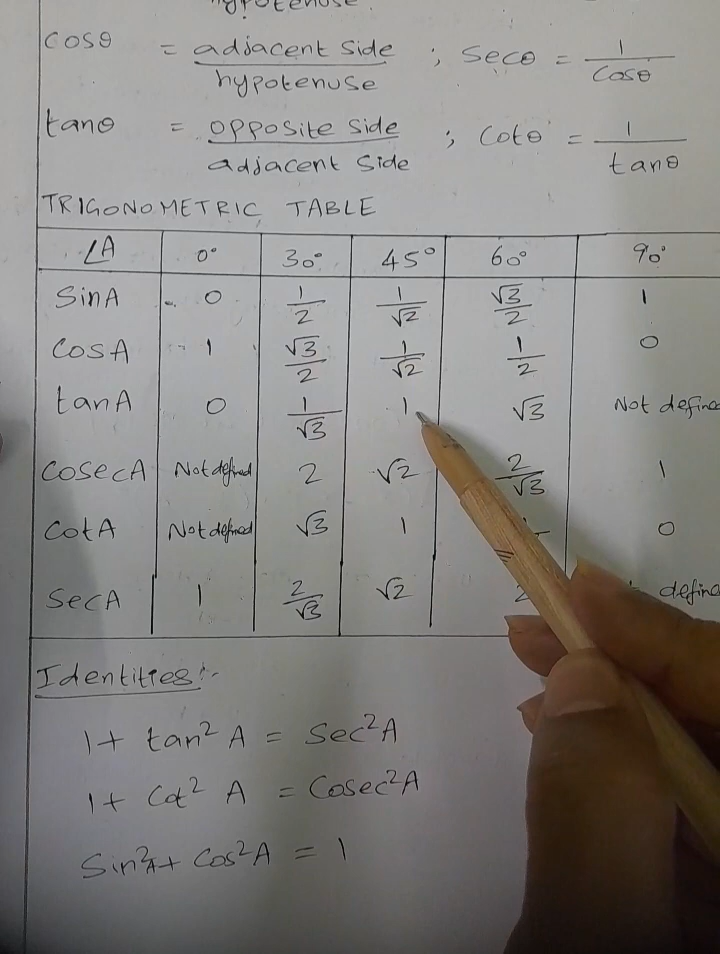 hypotenuse.
cosθ = adjacent side / hypotenuse ; Secθ = 1 / Cosθ
tanθ = opposite side / adjacent side ; Cotθ = 1 / tanθ
TRIGONOMETRIC TABLE
∠A 0° 30° 45° 60° 90°
SinA 0 1/2 1/√2 √3/2 1
CosA 1 √3/2 1/√2 1/2 0
tanA 0 1/√3 1 √3 Not define
CosecA Not defined 2 √2 2/√3 1
CotA Not defined √3 1 0
SecA 1 2/√3 √2 define
Identities:-
1 + tan² A = Sec²A
1 + Cot² A = Cosec²A
Sin²A + Cos²A = 1